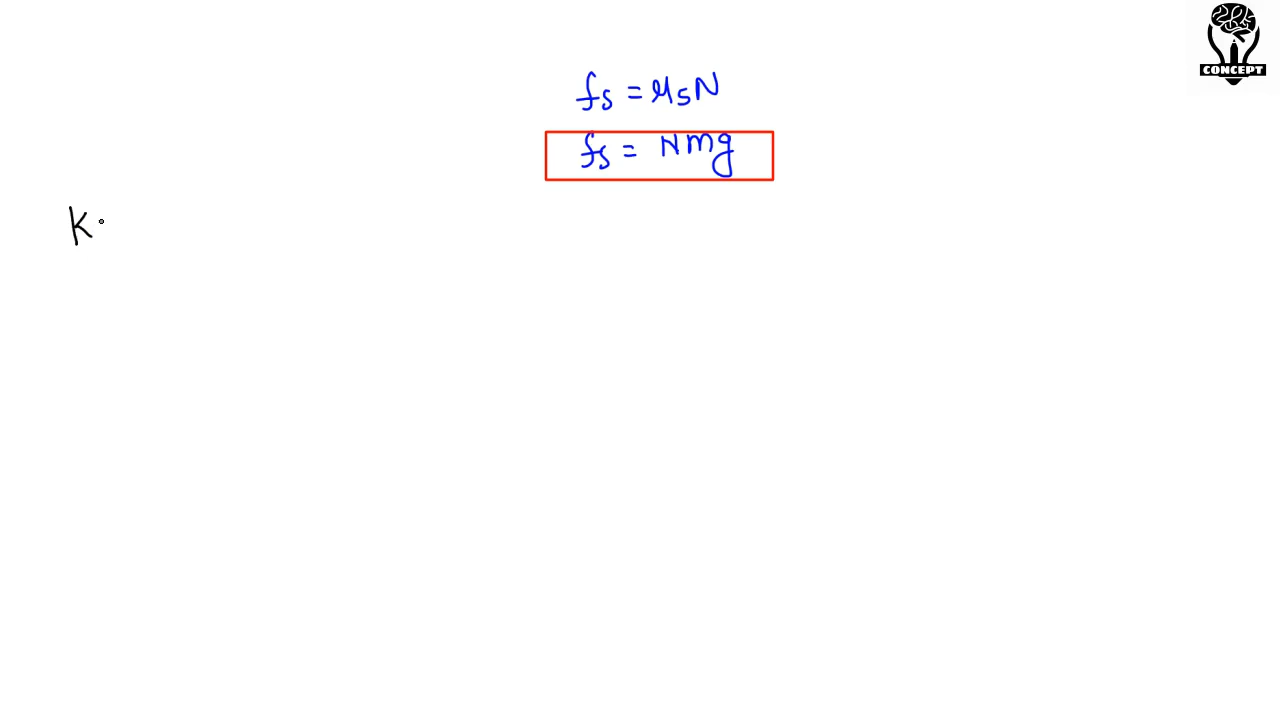 CONCEPT
fs = μsN
fs = Nmg
K